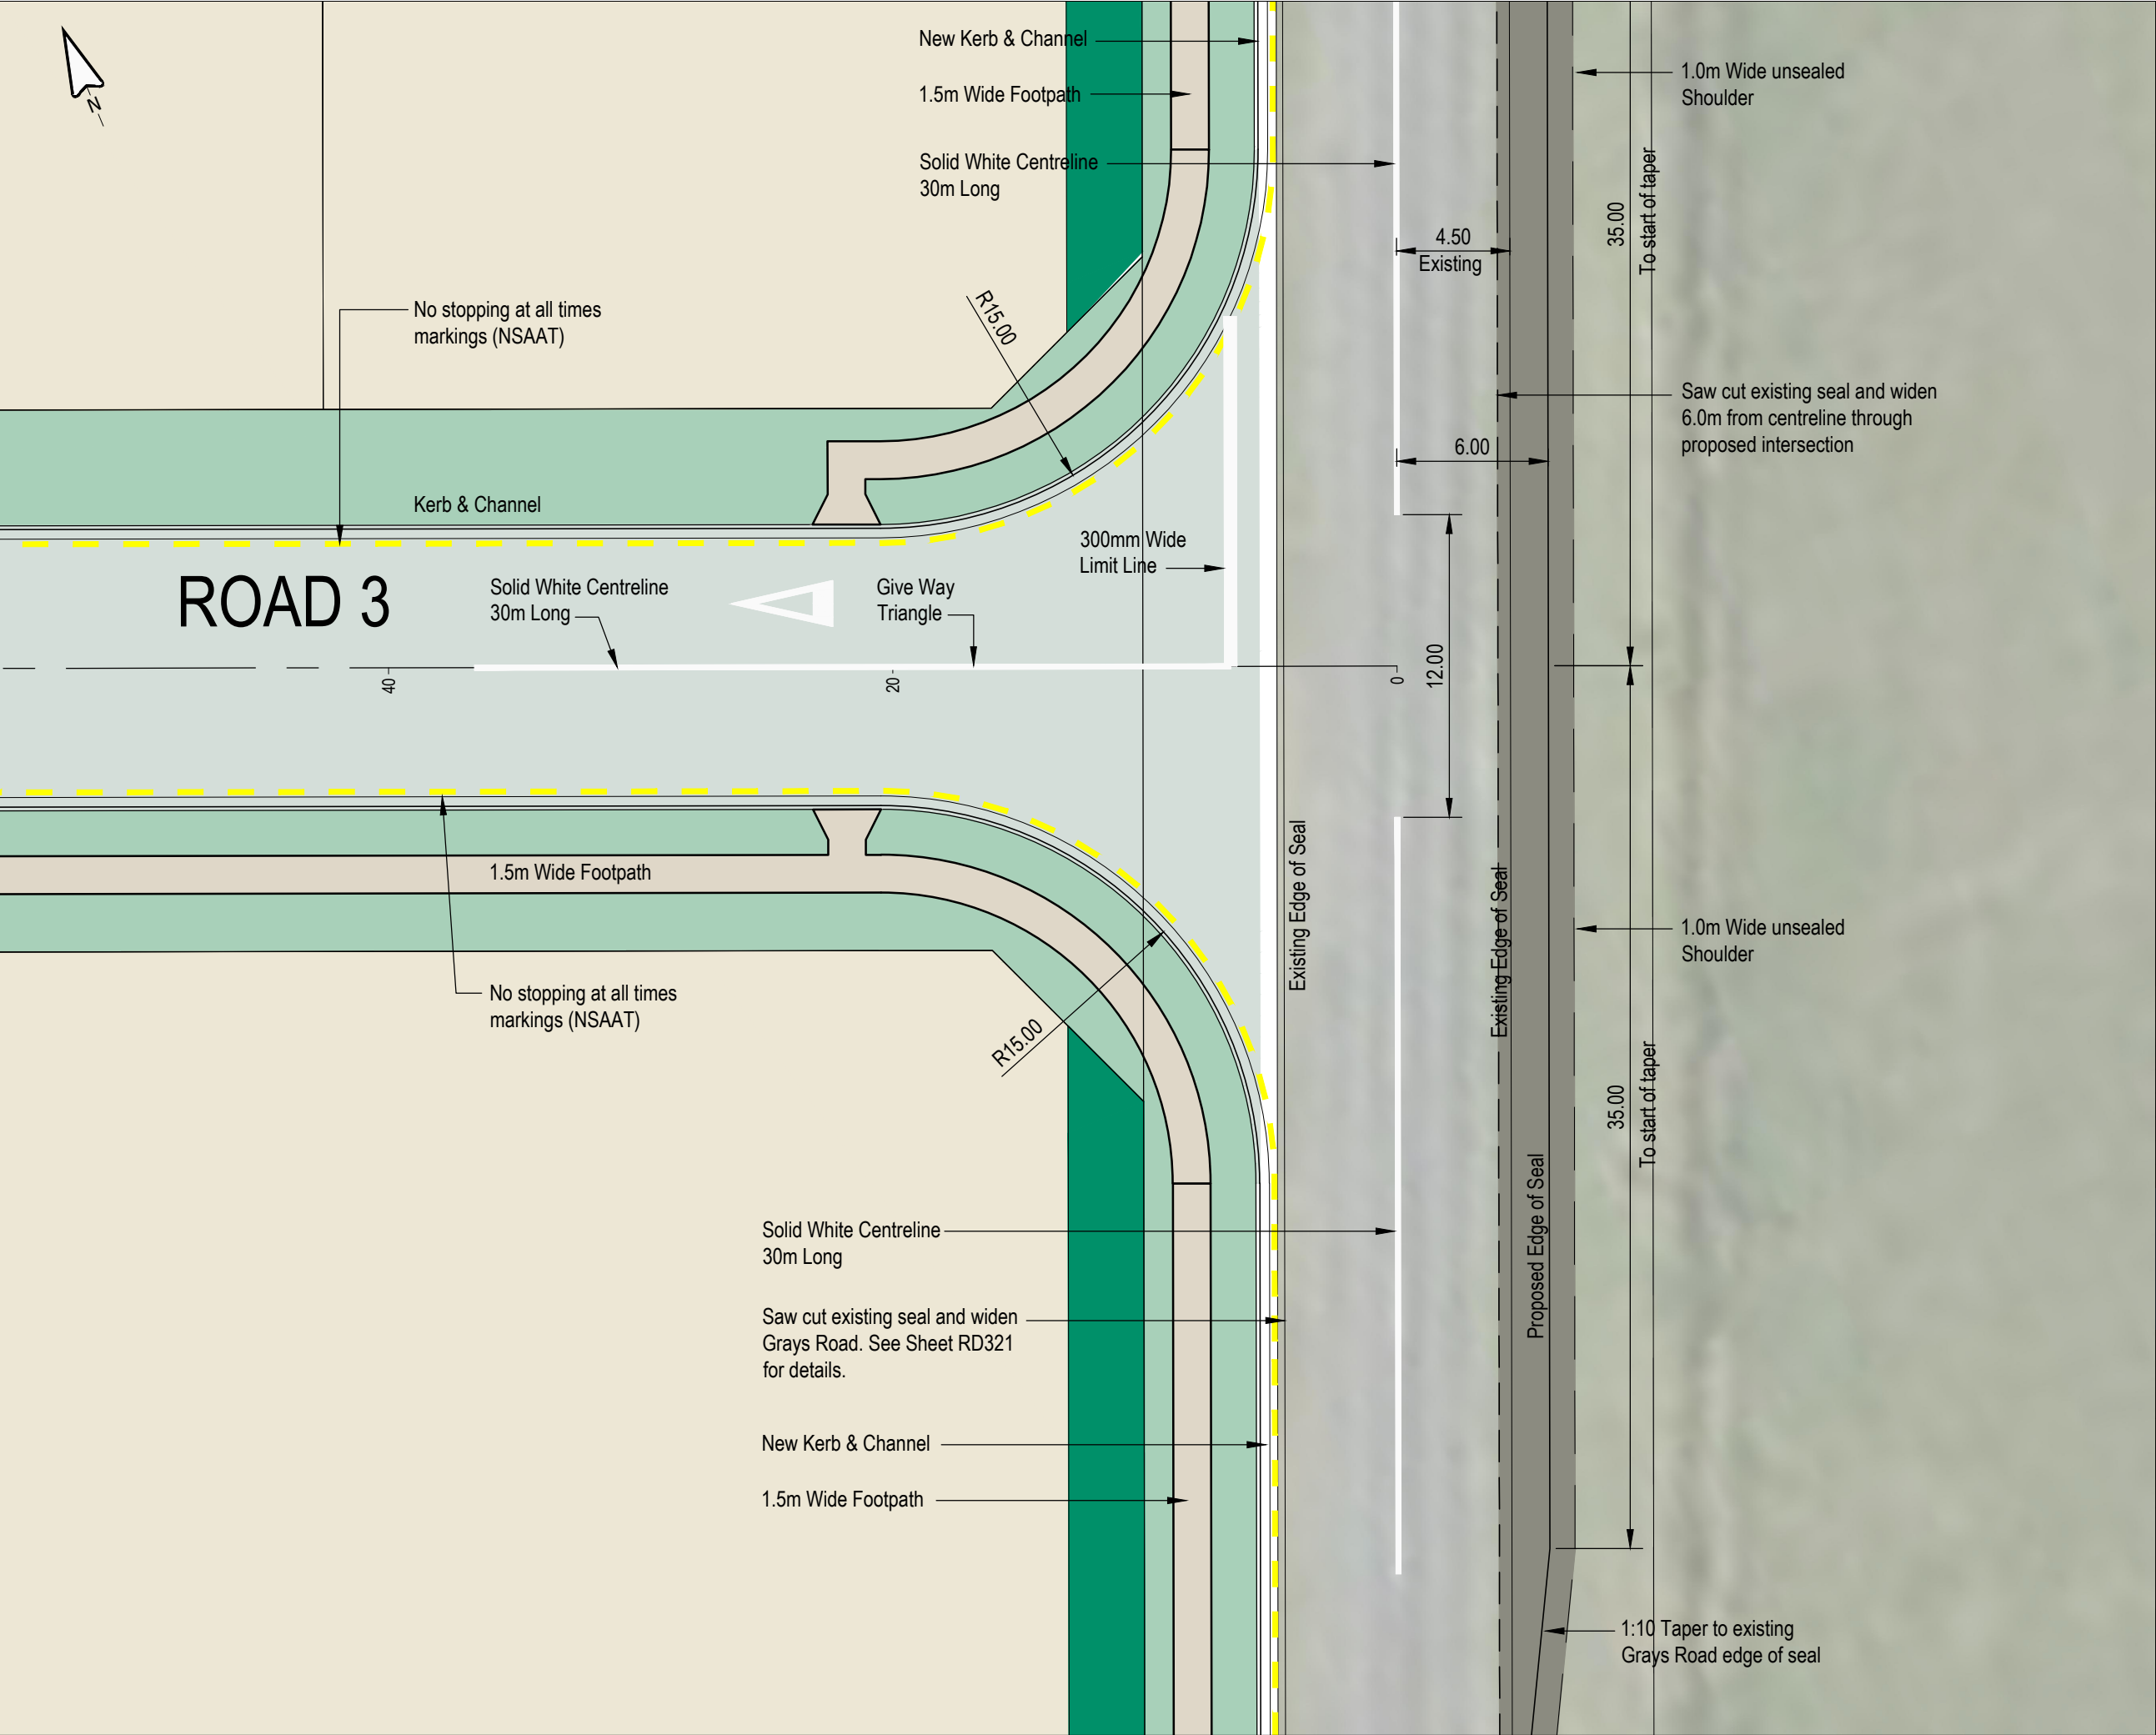 New Kerb & Channel
1.5m Wide Footpath
Solid White Centreline
30m Long
N
1.0m Wide unsealed
Shoulder
35.00
To start of taper
4.50
Existing
No stopping at all times
markings (NSAAT)
R15.00
Saw cut existing seal and widen
6.0m from centreline through
proposed intersection
6.00
Kerb & Channel
300mm Wide
Limit Line
ROAD 3
Solid White Centreline
30m Long
Give Way
Triangle
40
20
0
12.00
1.5m Wide Footpath
Existing Edge of Seal
Existing Edge of Seal
1.0m Wide unsealed
Shoulder
No stopping at all times
markings (NSAAT)
R15.00
35.00
To start of taper
Proposed Edge of Seal
Solid White Centreline
30m Long
Saw cut existing seal and widen
Grays Road. See Sheet RD321
for details.
New Kerb & Channel
1.5m Wide Footpath
1:10 Taper to existing
Grays Road edge of seal